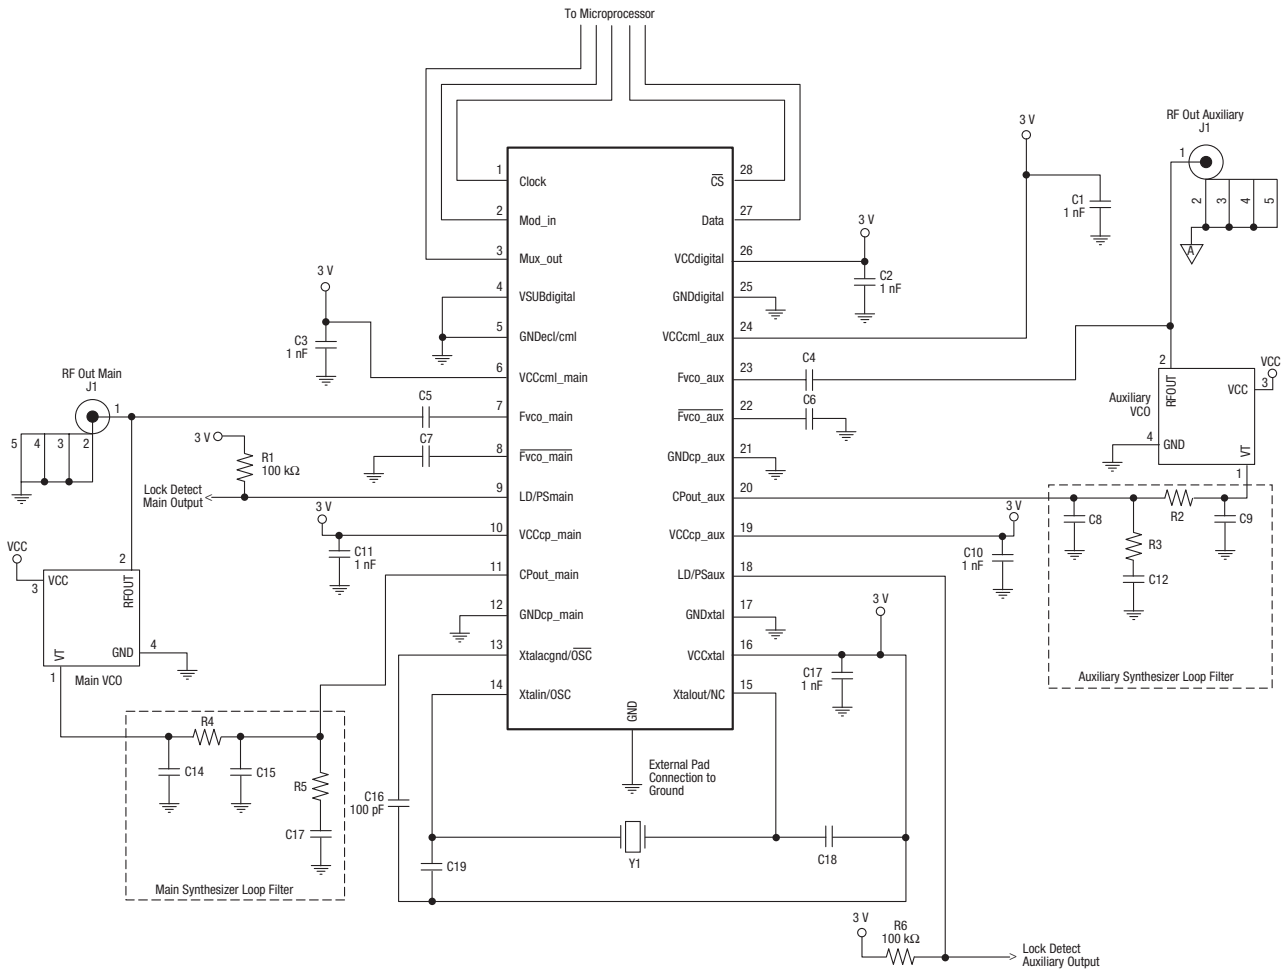 To Microprocessor
3 V
RF Out Auxiliary
J1
1
2
3
4
5
A
C1
1 nF
1
Clock
28
CS
2
Mod_in
27
Data
3
Mux_out
26
VCCdigital
3 V
C2
1 nF
4
VSUBdigital
25
GNDdigital
5
GNDecl/cml
24
VCCcml_aux
3 V
C3
1 nF
6
VCCcml_main
23
Fvco_aux
C4
7
Fvco_main
C5
22
Fvco_aux
C6
8
Fvco_main
C7
21
GNDcp_aux
9
LD/PSmain
20
CPout_aux
10
VCCcp_main
19
VCCcp_aux
11
CPout_main
18
LD/PSaux
12
GNDcp_main
17
GNDxtal
13
Xtalacgnd/OSC
16
VCCxtal
14
Xtalin/OSC
15
Xtalout/NC
GND
RF Out Main
J1
1
5
4
3
2
3 V
R1
100 kΩ
Lock Detect
Main Output
3 V
C11
1 nF
VCC
3
VCC
2
RFOUT
GND
4
VT
1
Main VCO
R4
C14
C15
R5
C17
Main Synthesizer Loop Filter
C16
100 pF
C19
Y1
C18
External Pad
Connection to
Ground
3 V
C17
1 nF
3 V
C10
1 nF
2
RFOUT
VCC
3
VCC
Auxiliary
VCO
4
GND
VT
1
C8
R2
C9
R3
C12
Auxiliary Synthesizer Loop Filter
3 V
R6
100 kΩ
Lock Detect
Auxiliary Output